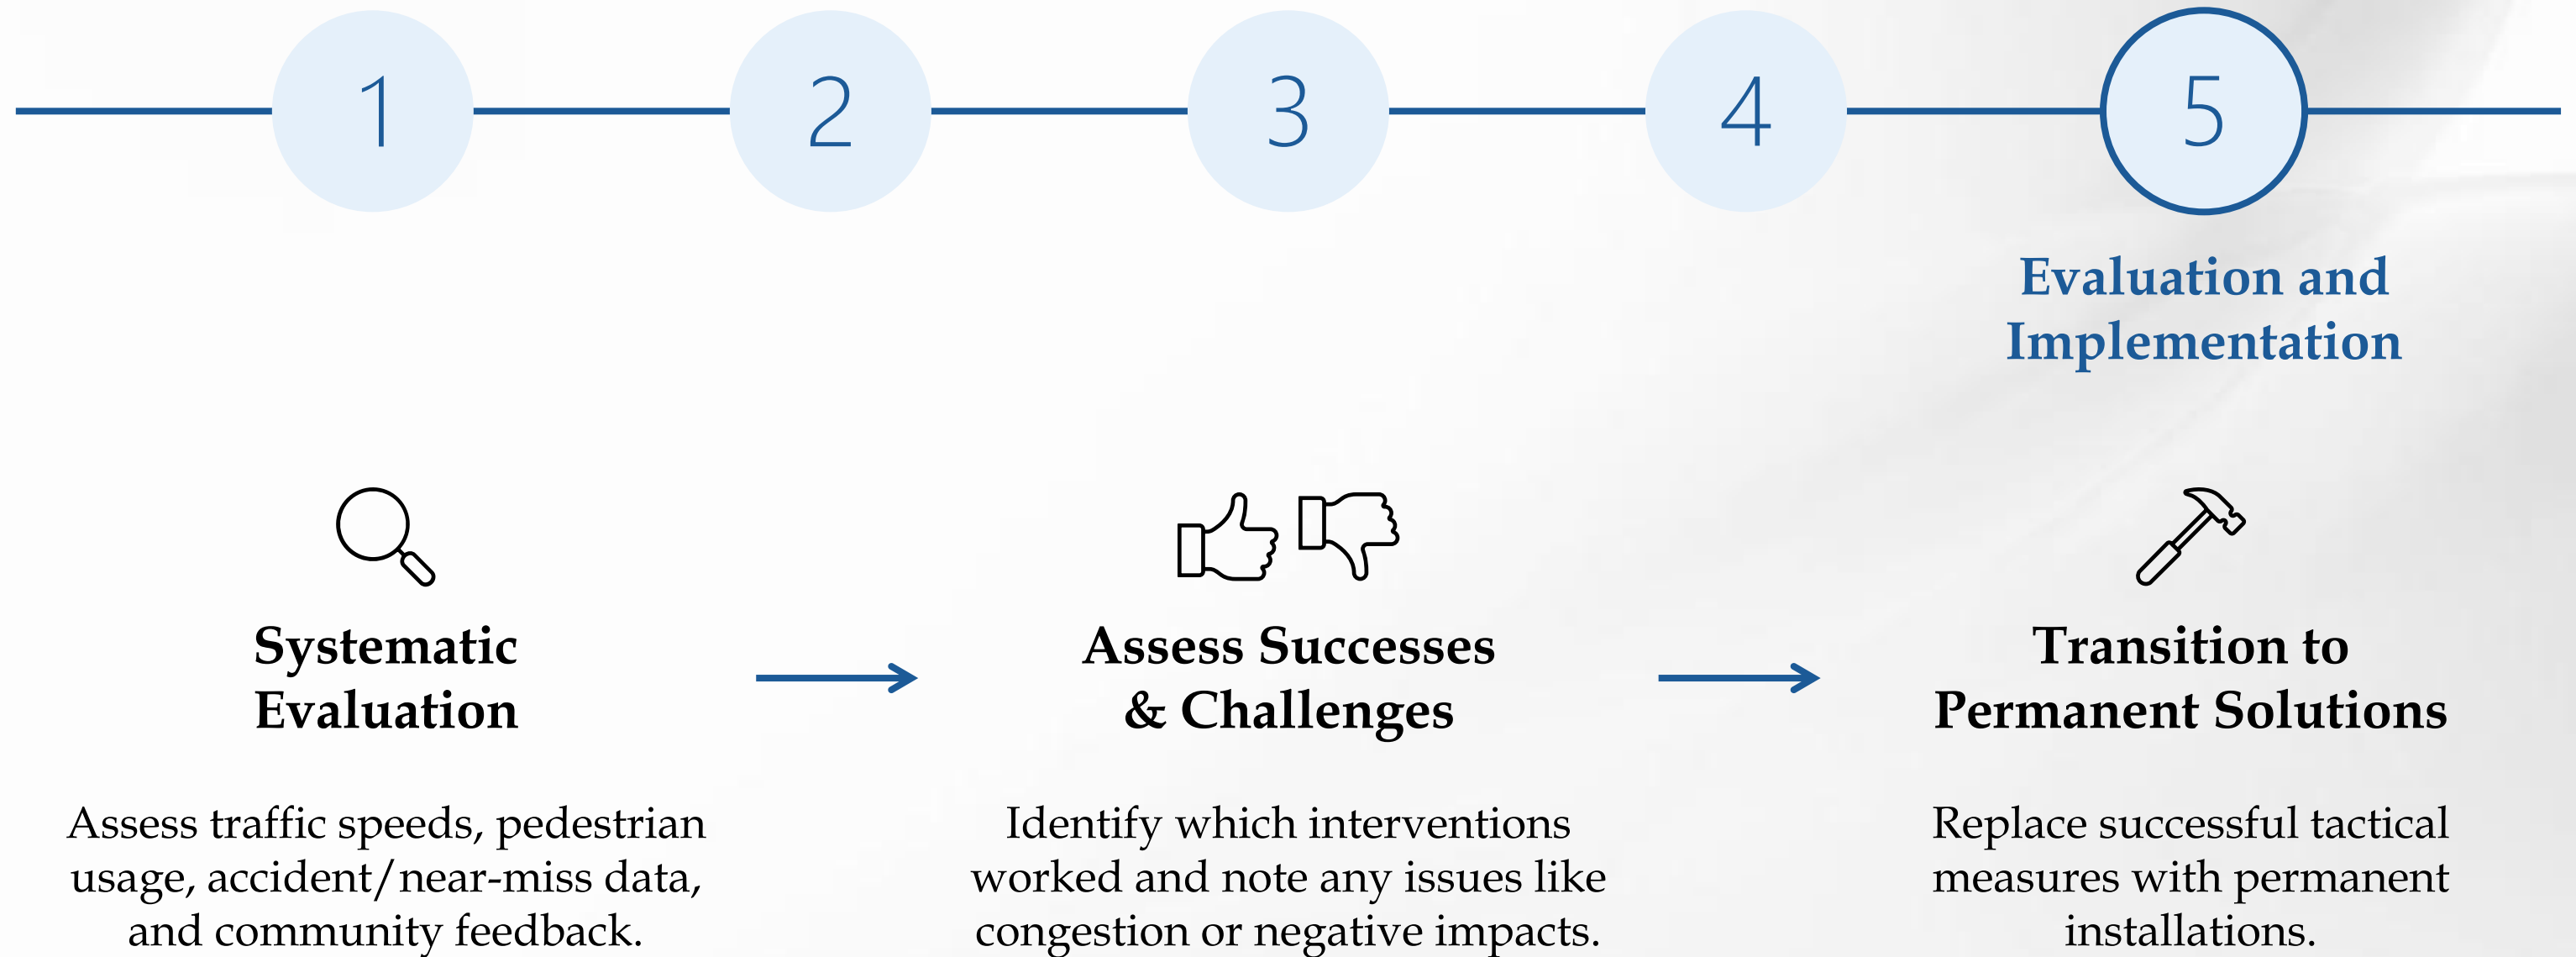 1
2
3
4
5
Evaluation and
Implementation
Systematic
Evaluation
Assess traffic speeds, pedestrian
usage, accident/near-miss data,
and community feedback.
Assess Successes
& Challenges
Identify which interventions
worked and note any issues like
congestion or negative impacts.
Transition to
Permanent Solutions
Replace successful tactical
measures with permanent
installations.